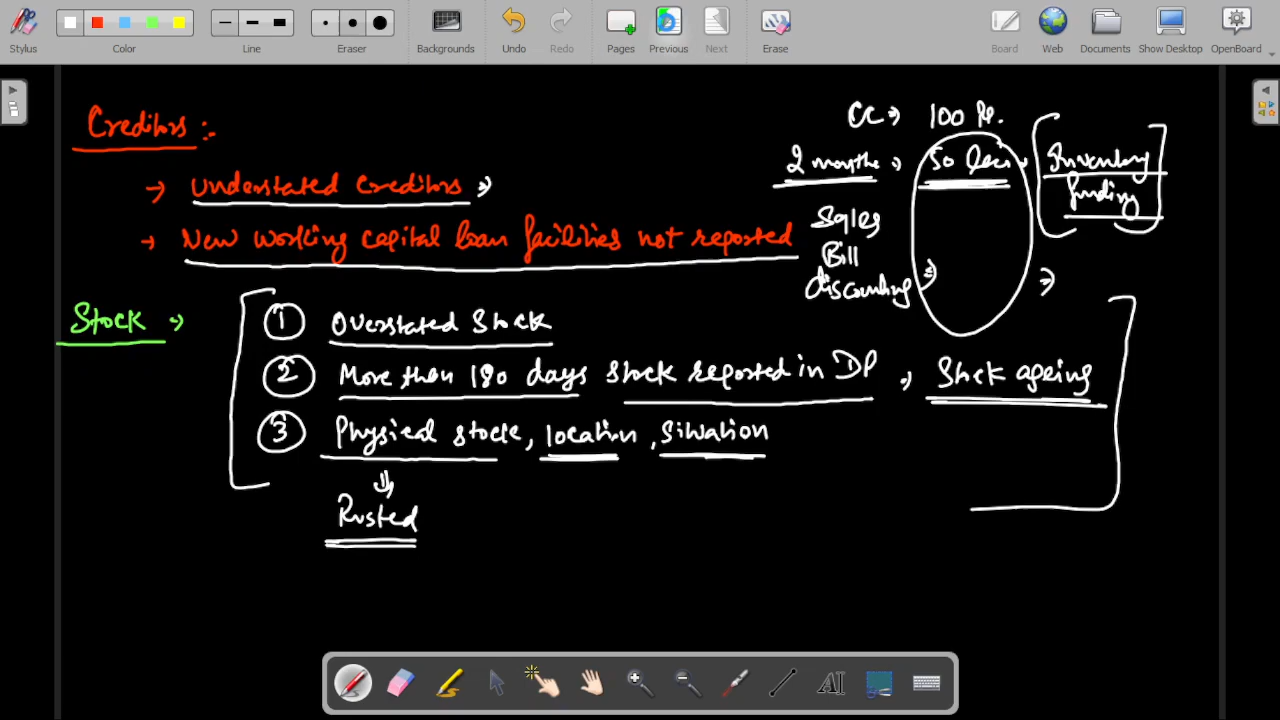 Stylus
Color
Line
Eraser
Backgrounds
Undo
Redo
Pages
Previous
Next
Erase
Board
Web
Documents
Show Desktop
OpenBoard
Creditors :-
→ Understated Creditors ⇒
→ New Working Capital loan facilities not reported
CC ⇒ 100 Rs.
2 months ⇒ 50 days
Inventory
funding
Sales
Bill
discounting ⇒
⇒
Stock ⇒
① Overstated Stock
② More than 180 days stock reported in DP, Stock ageing
③ Physical stock, location, situation
⇓
Rusted
AI